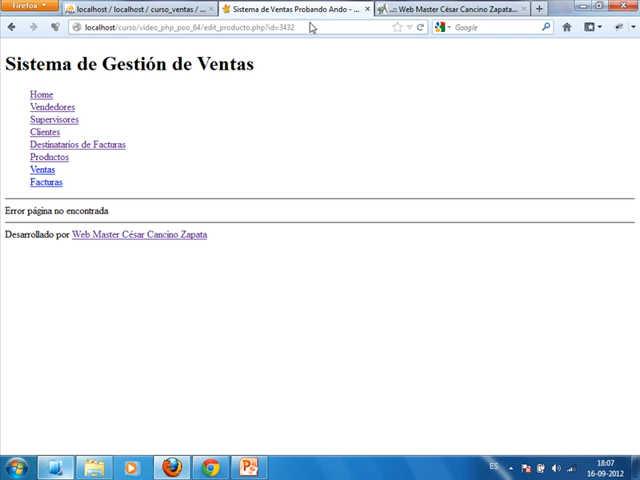 Firefox
localhost / localhost / curso_ventas / ...
Sistema de Ventas Probando Ando - ...
..:: Web Master César Cancino Zapata...
localhost/curso/video_php_poo_64/edit_producto.php?id=3432
Google
Sistema de Gestión de Ventas
Home
Vendedores
Supervisores
Clientes
Destinatarios de Facturas
Productos
Ventas
Facturas
Error página no encontrada
Desarrollado por Web Master César Cancino Zapata
ES
18:07
16-09-2012